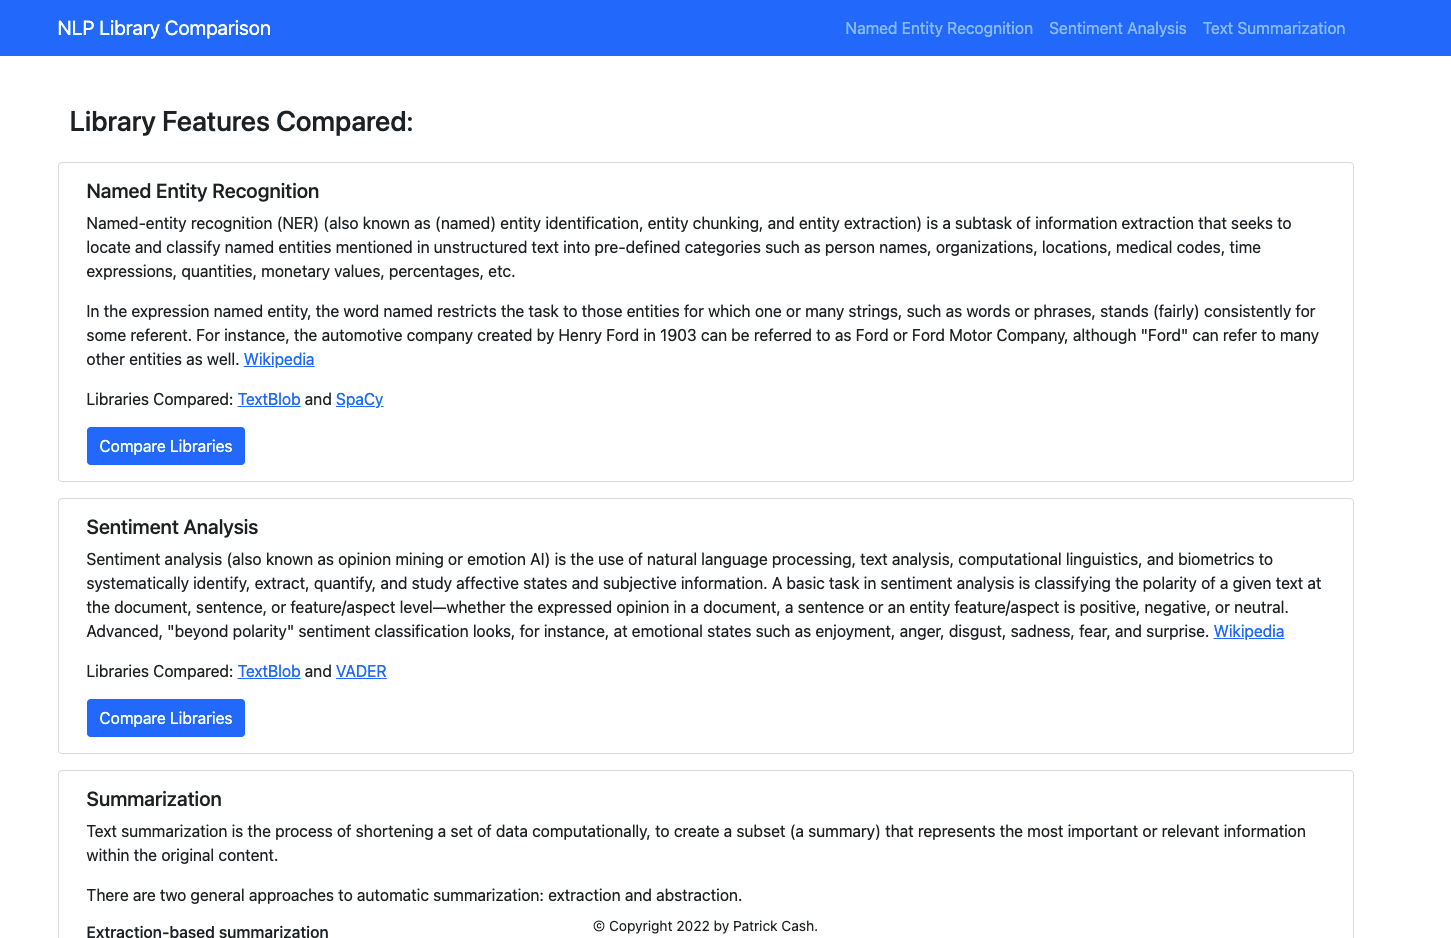 NLP Library Comparison
Named Entity Recognition Sentiment Analysis Text Summarization
Library Features Compared:
Named Entity Recognition
Named-entity recognition (NER) (also known as (named) entity identification, entity chunking, and entity extraction) is a subtask of information extraction that seeks to
locate and classify named entities mentioned in unstructured text into pre-defined categories such as person names, organizations, locations, medical codes, time
expressions, quantities, monetary values, percentages, etc.
In the expression named entity, the word named restricts the task to those entities for which one or many strings, such as words or phrases, stands (fairly) consistently for
some referent. For instance, the automotive company created by Henry Ford in 1903 can be referred to as Ford or Ford Motor Company, although "Ford" can refer to many
other entities as well. Wikipedia
Libraries Compared: TextBlob and SpaCy
Compare Libraries
Sentiment Analysis
Sentiment analysis (also known as opinion mining or emotion AI) is the use of natural language processing, text analysis, computational linguistics, and biometrics to
systematically identify, extract, quantify, and study affective states and subjective information. A basic task in sentiment analysis is classifying the polarity of a given text at
the document, sentence, or feature/aspect level—whether the expressed opinion in a document, a sentence or an entity feature/aspect is positive, negative, or neutral.
Advanced, "beyond polarity" sentiment classification looks, for instance, at emotional states such as enjoyment, anger, disgust, sadness, fear, and surprise. Wikipedia
Libraries Compared: TextBlob and VADER
Compare Libraries
Summarization
Text summarization is the process of shortening a set of data computationally, to create a subset (a summary) that represents the most important or relevant information
within the original content.
There are two general approaches to automatic summarization: extraction and abstraction.
© Copyright 2022 by Patrick Cash.
Extraction-based summarization